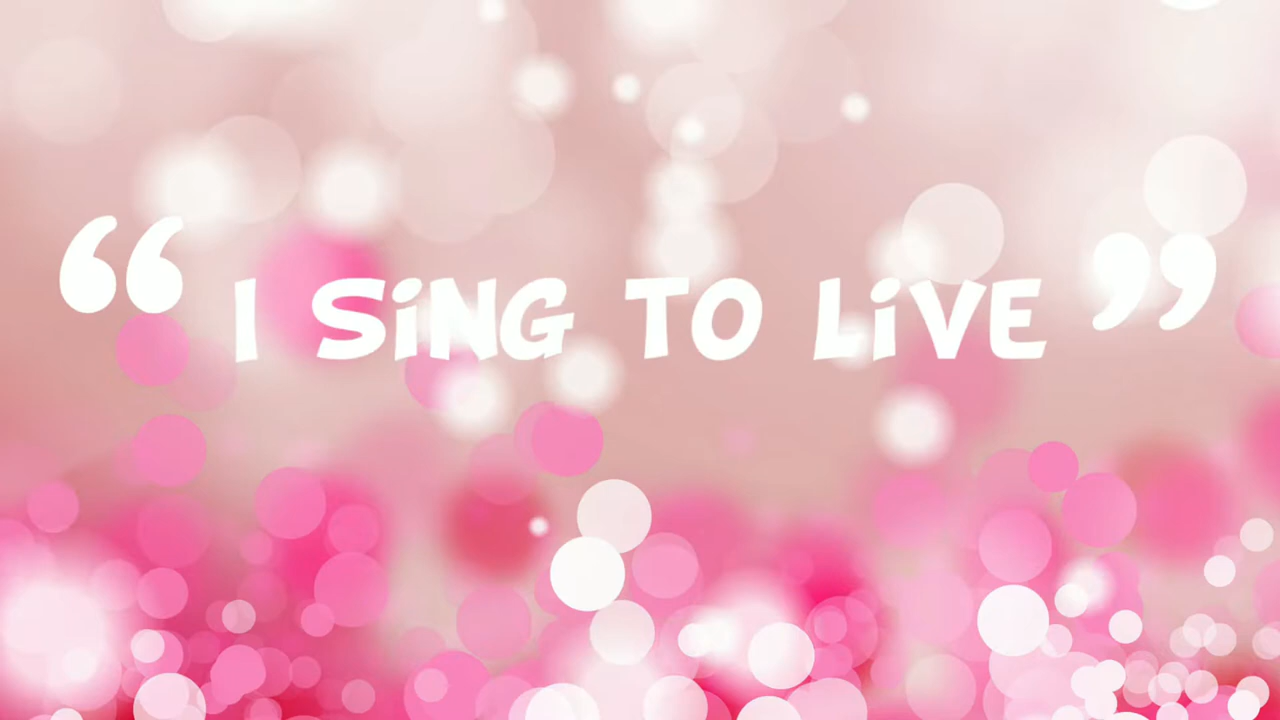 “ I SiNG TO LiVE ”